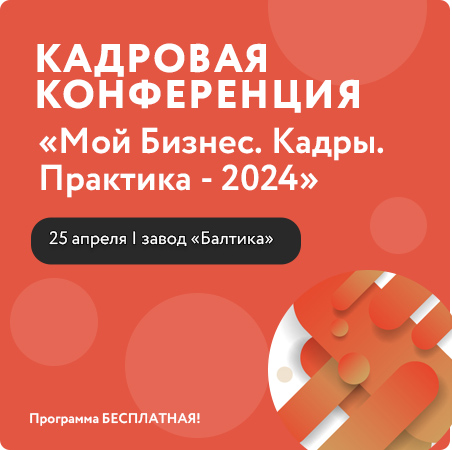 КАДРОВАЯ
КОНФЕРЕНЦИЯ
«Мой Бизнес. Кадры.
Практика - 2024»
25 апреля | завод «Балтика»
Программа БЕСПЛАТНАЯ!